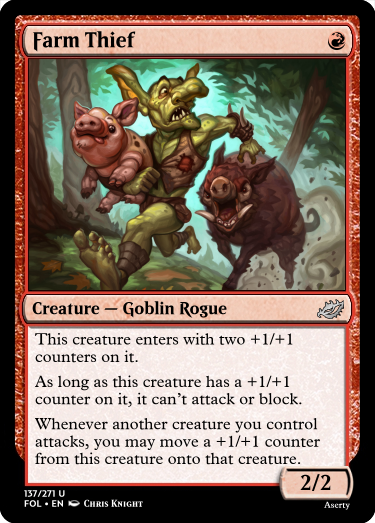 Farm Thief
Creature — Goblin Rogue
This creature enters with two +1/+1
counters on it.
As long as this creature has a +1/+1
counter on it, it can't attack or block.
Whenever another creature you control
attacks, you may move a +1/+1 counter
from this creature onto that creature.
2/2
137/271 U
FOL • EN Chris Knight
Aserty